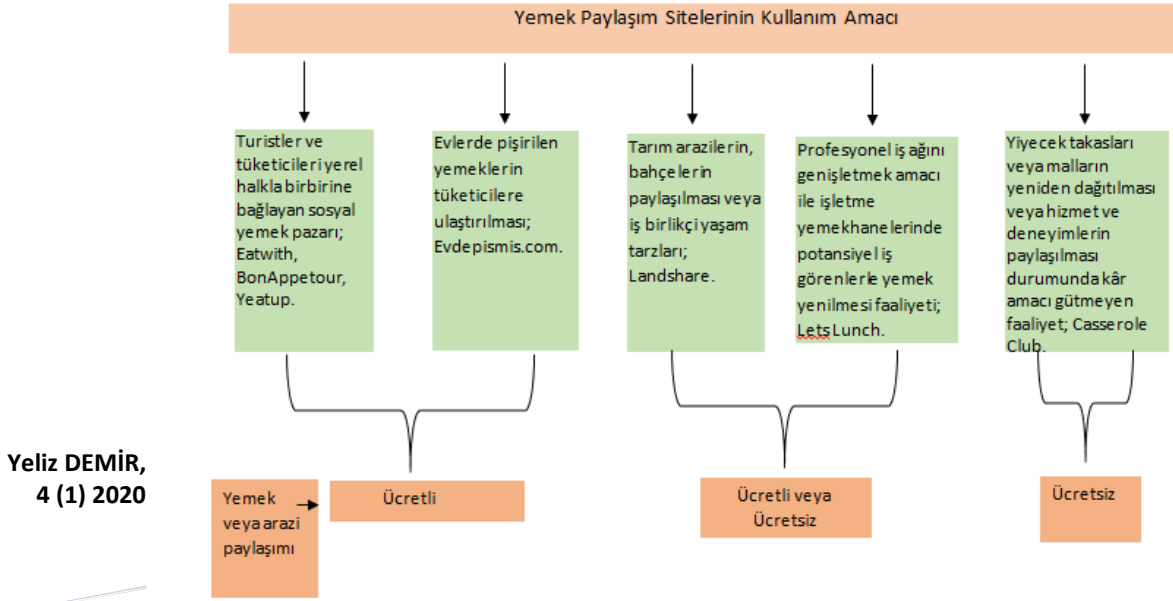 Yemek Paylaşım Sitelerinin Kullanım Amacı
Turistler ve
tüketicileri yerel
halkla birbirine
bağlayan sosyal
yemek pazarı;
Eatwith,
BonAppetour,
Yeatup.
Evlerde pişirilen
yemeklerin
tüketicilere
ulaştırılması;
Evdepismis.com.
Tarım arazilerin,
bahçelerin
paylaşılması veya
iş birlikçi yaşam
tarzları;
Landshare.
Profesyonel iş ağını
genişletmek amacı
ile işletme
yemekhanelerinde
potansiyel iş
görenlerle yemek
yenilmesi faaliyeti;
Lets Lunch.
Yiyecek takasları
veya malların
yeniden dağıtılması
veya hizmet ve
deneyimlerin
paylaşılması
durumunda kâr
amacı gütmeyen
faaliyet; Casserole
Club.
Yeliz DEMİR,
4 (1) 2020
Yemek
veya arazi
paylaşımı
Ücretli
Ücretli veya
Ücretsiz
Ücretsiz